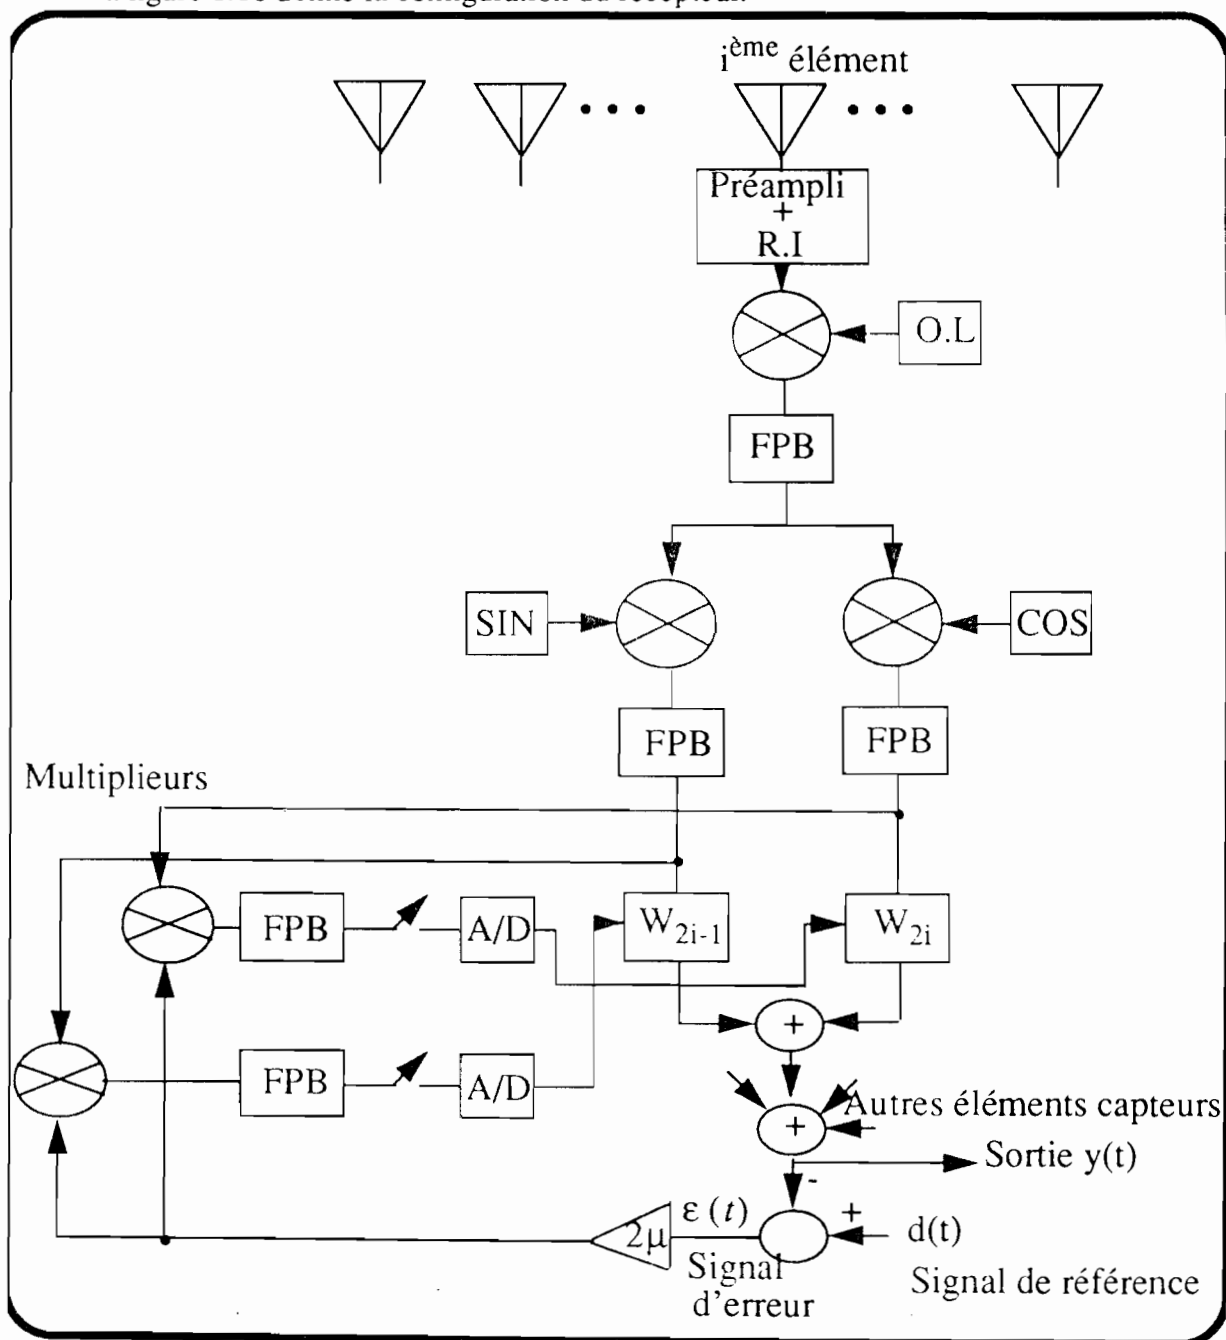 ième élément
Préampli
+
R.I
O.L
FPB
SIN
COS
FPB
FPB
Multiplieurs
FPB
A/D
W2i-1
W2i
+
FPB
A/D
Autres éléments capteurs
+
Sortie y(t)
-
2μ
ε(t)
+
d(t)
Signal
d'erreur
Signal de référence